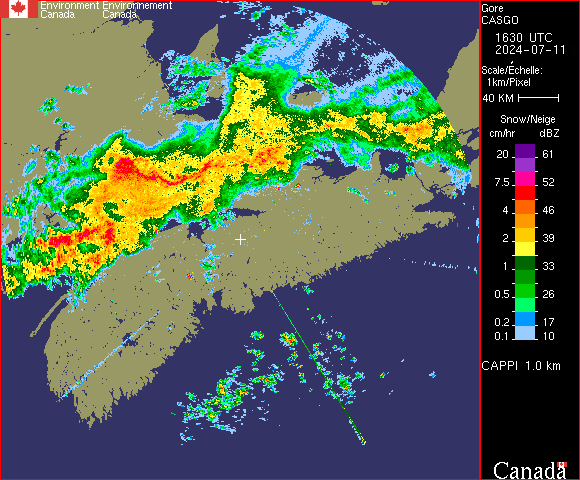 Environment Environnement
Canada Canada
Gore
CASGO
1630 UTC
2024-07-11
Scale/Échelle:
1km/Pixel
40 KM
Snow/Neige
cm/hr dBZ
20 61
7.5 52
4 46
2 39
1 33
0.5 26
0.2 17
0.1 10
CAPPI 1.0 km
Canada